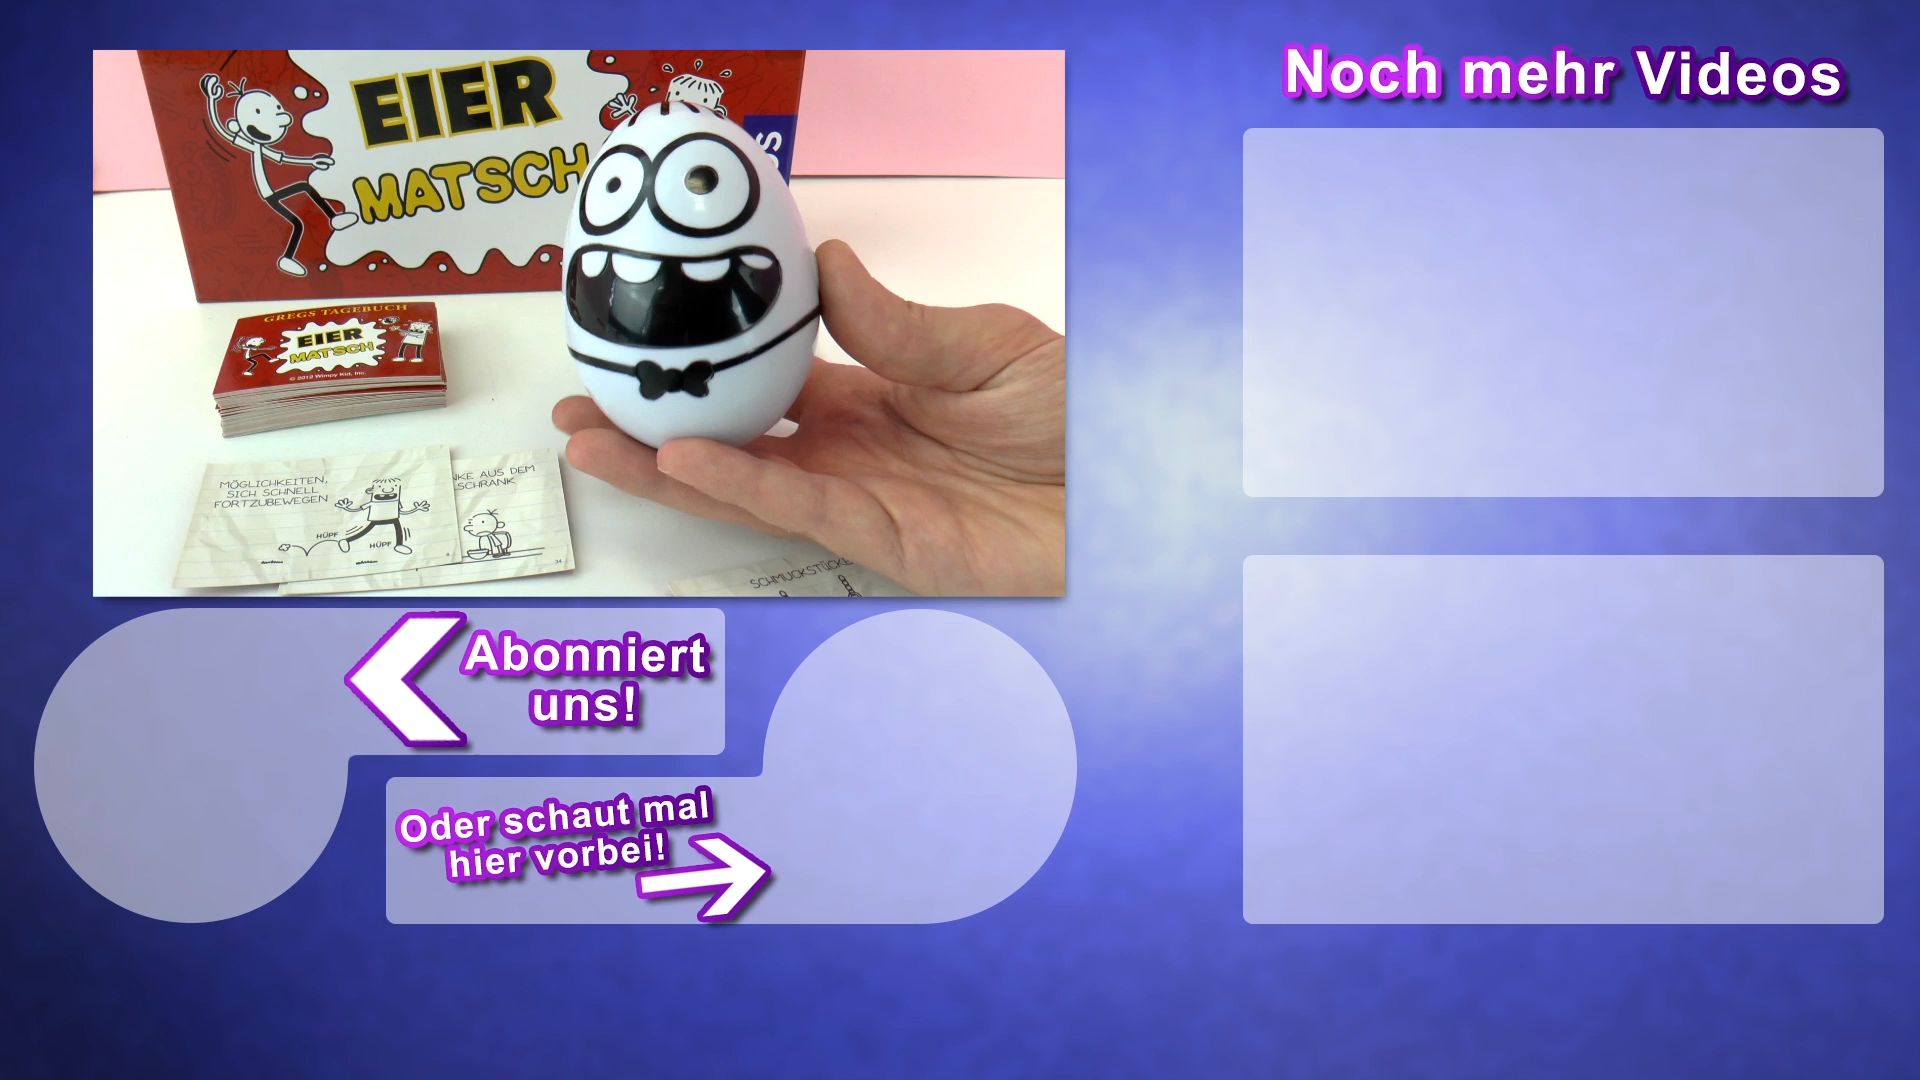 Noch mehr Videos
EIER
MATSCH
GREGS TAGEBUCH
EIER
MATSCH
© 2012 Wimpy Kid, Inc.
MÖGLICHKEITEN,
SICH SCHNELL
FORTZUBEWEGEN
HÜPF
HÜPF
AUS DEM
SCHRANK
SCHMUCKSTÜCKE
Abonniert
uns!
Oder schaut mal
hier vorbei!